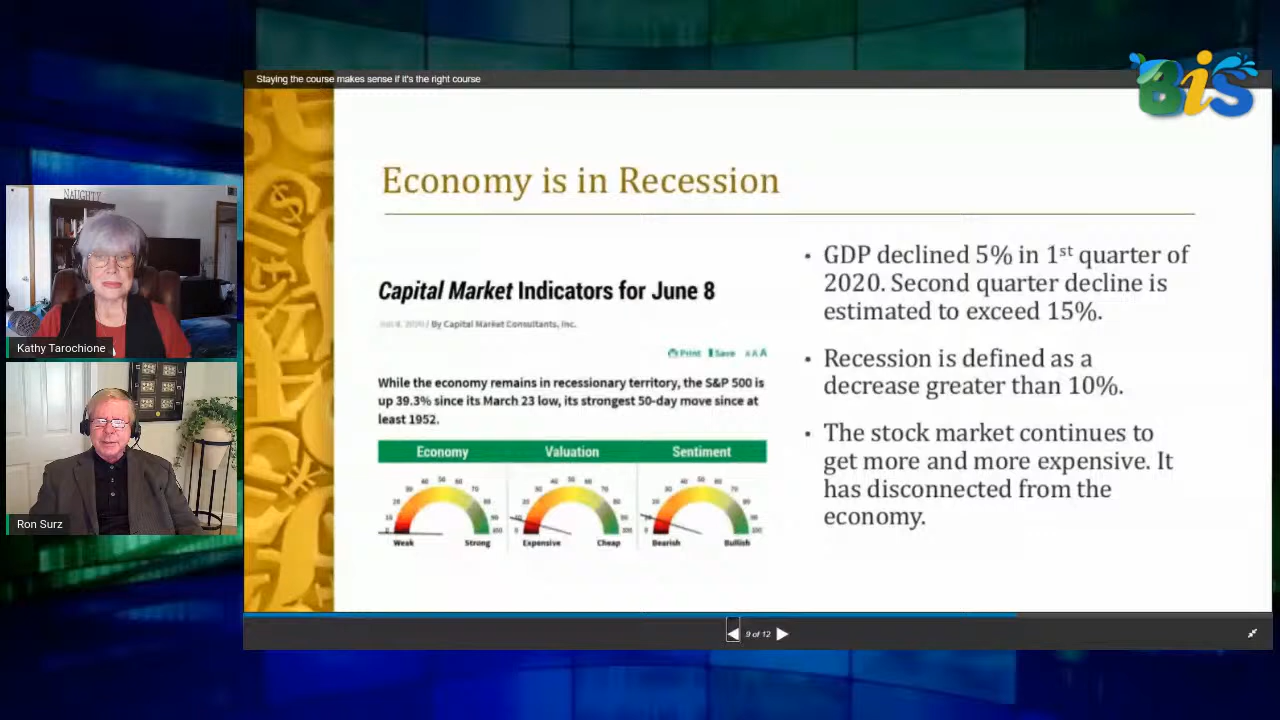 Staying the course makes sense if it's the right course
BiS
Economy is in Recession
NAUGHTY
Kathy Tarochione
Ron Surz
Capital Market Indicators for June 8
Jun 8, 2020 / By Capital Market Consultants, Inc.
Print Save A A A
While the economy remains in recessionary territory, the S&P 500 is
up 39.3% since its March 23 low, its strongest 50-day move since at
least 1952.
Economy Valuation Sentiment
Weak Strong Expensive Cheap Bearish Bullish
• GDP declined 5% in 1st quarter of
2020. Second quarter decline is
estimated to exceed 15%.
• Recession is defined as a
decrease greater than 10%.
• The stock market continues to
get more and more expensive. It
has disconnected from the
economy.
9 of 12